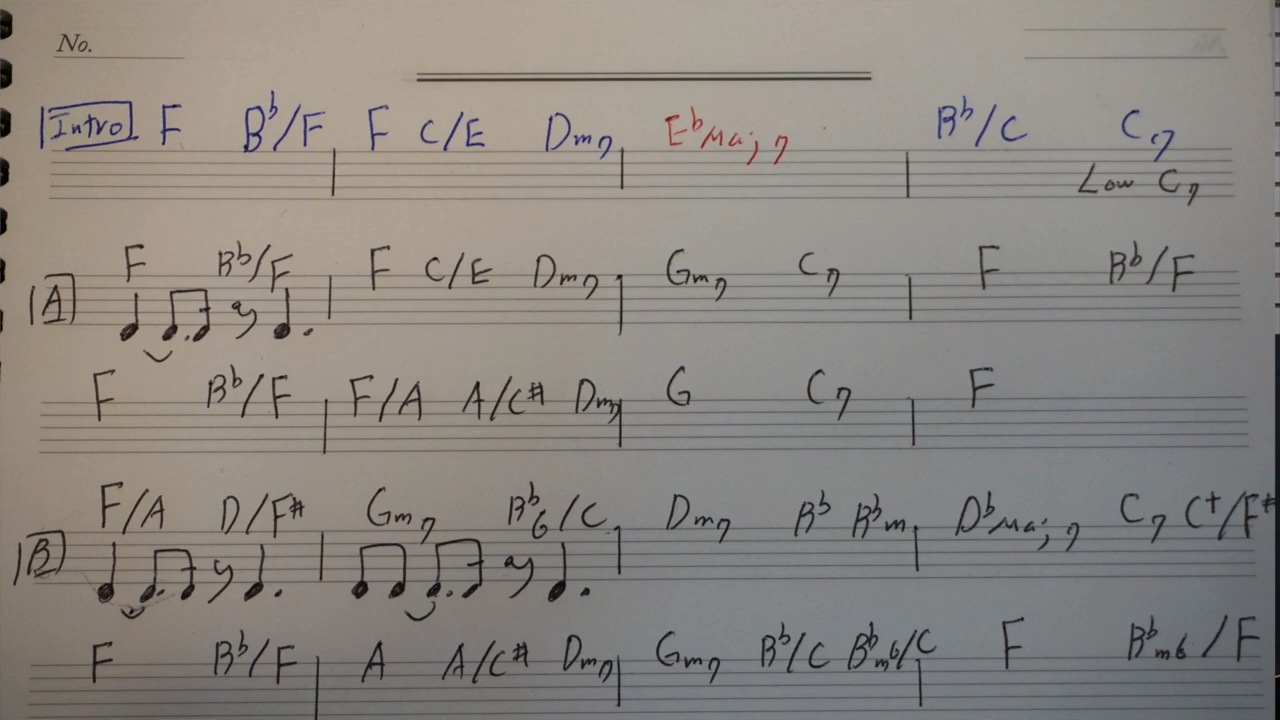 No.
Intro F B♭/F F C/E Dm7 E♭Maj7 B♭/C C7
Low C7
A F B♭/F F C/E Dm7 Gm7 C7 F B♭/F
F B♭/F F/A A/C# Dm7 G C7 F
B F/A D/F# Gm7 B♭6/C Dm7 B♭ B♭m D♭Maj7 C7 C+/F#
F B♭/F A A/C# Dm7 Gm7 B♭/C B♭m6/C F B♭m6/F